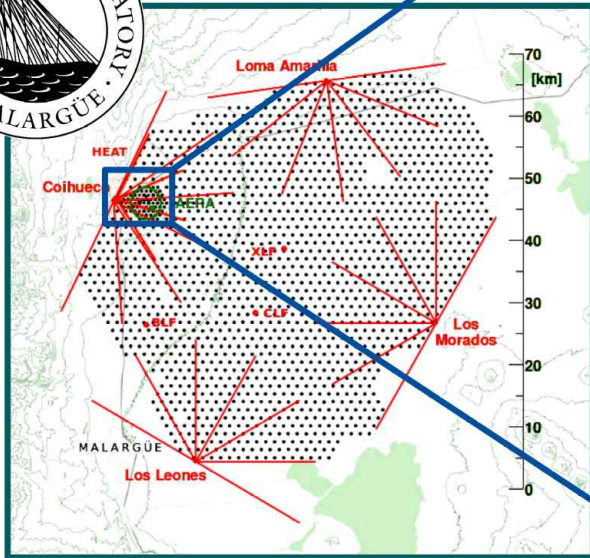 MALARGÜE
Loma Amarilla
70
[km]
60
HEAT
50
Coihueco
AERA
40
XLF
30
CLF
BLF
Los
Morados
20
10
MALARGÜE
Los Leones
0